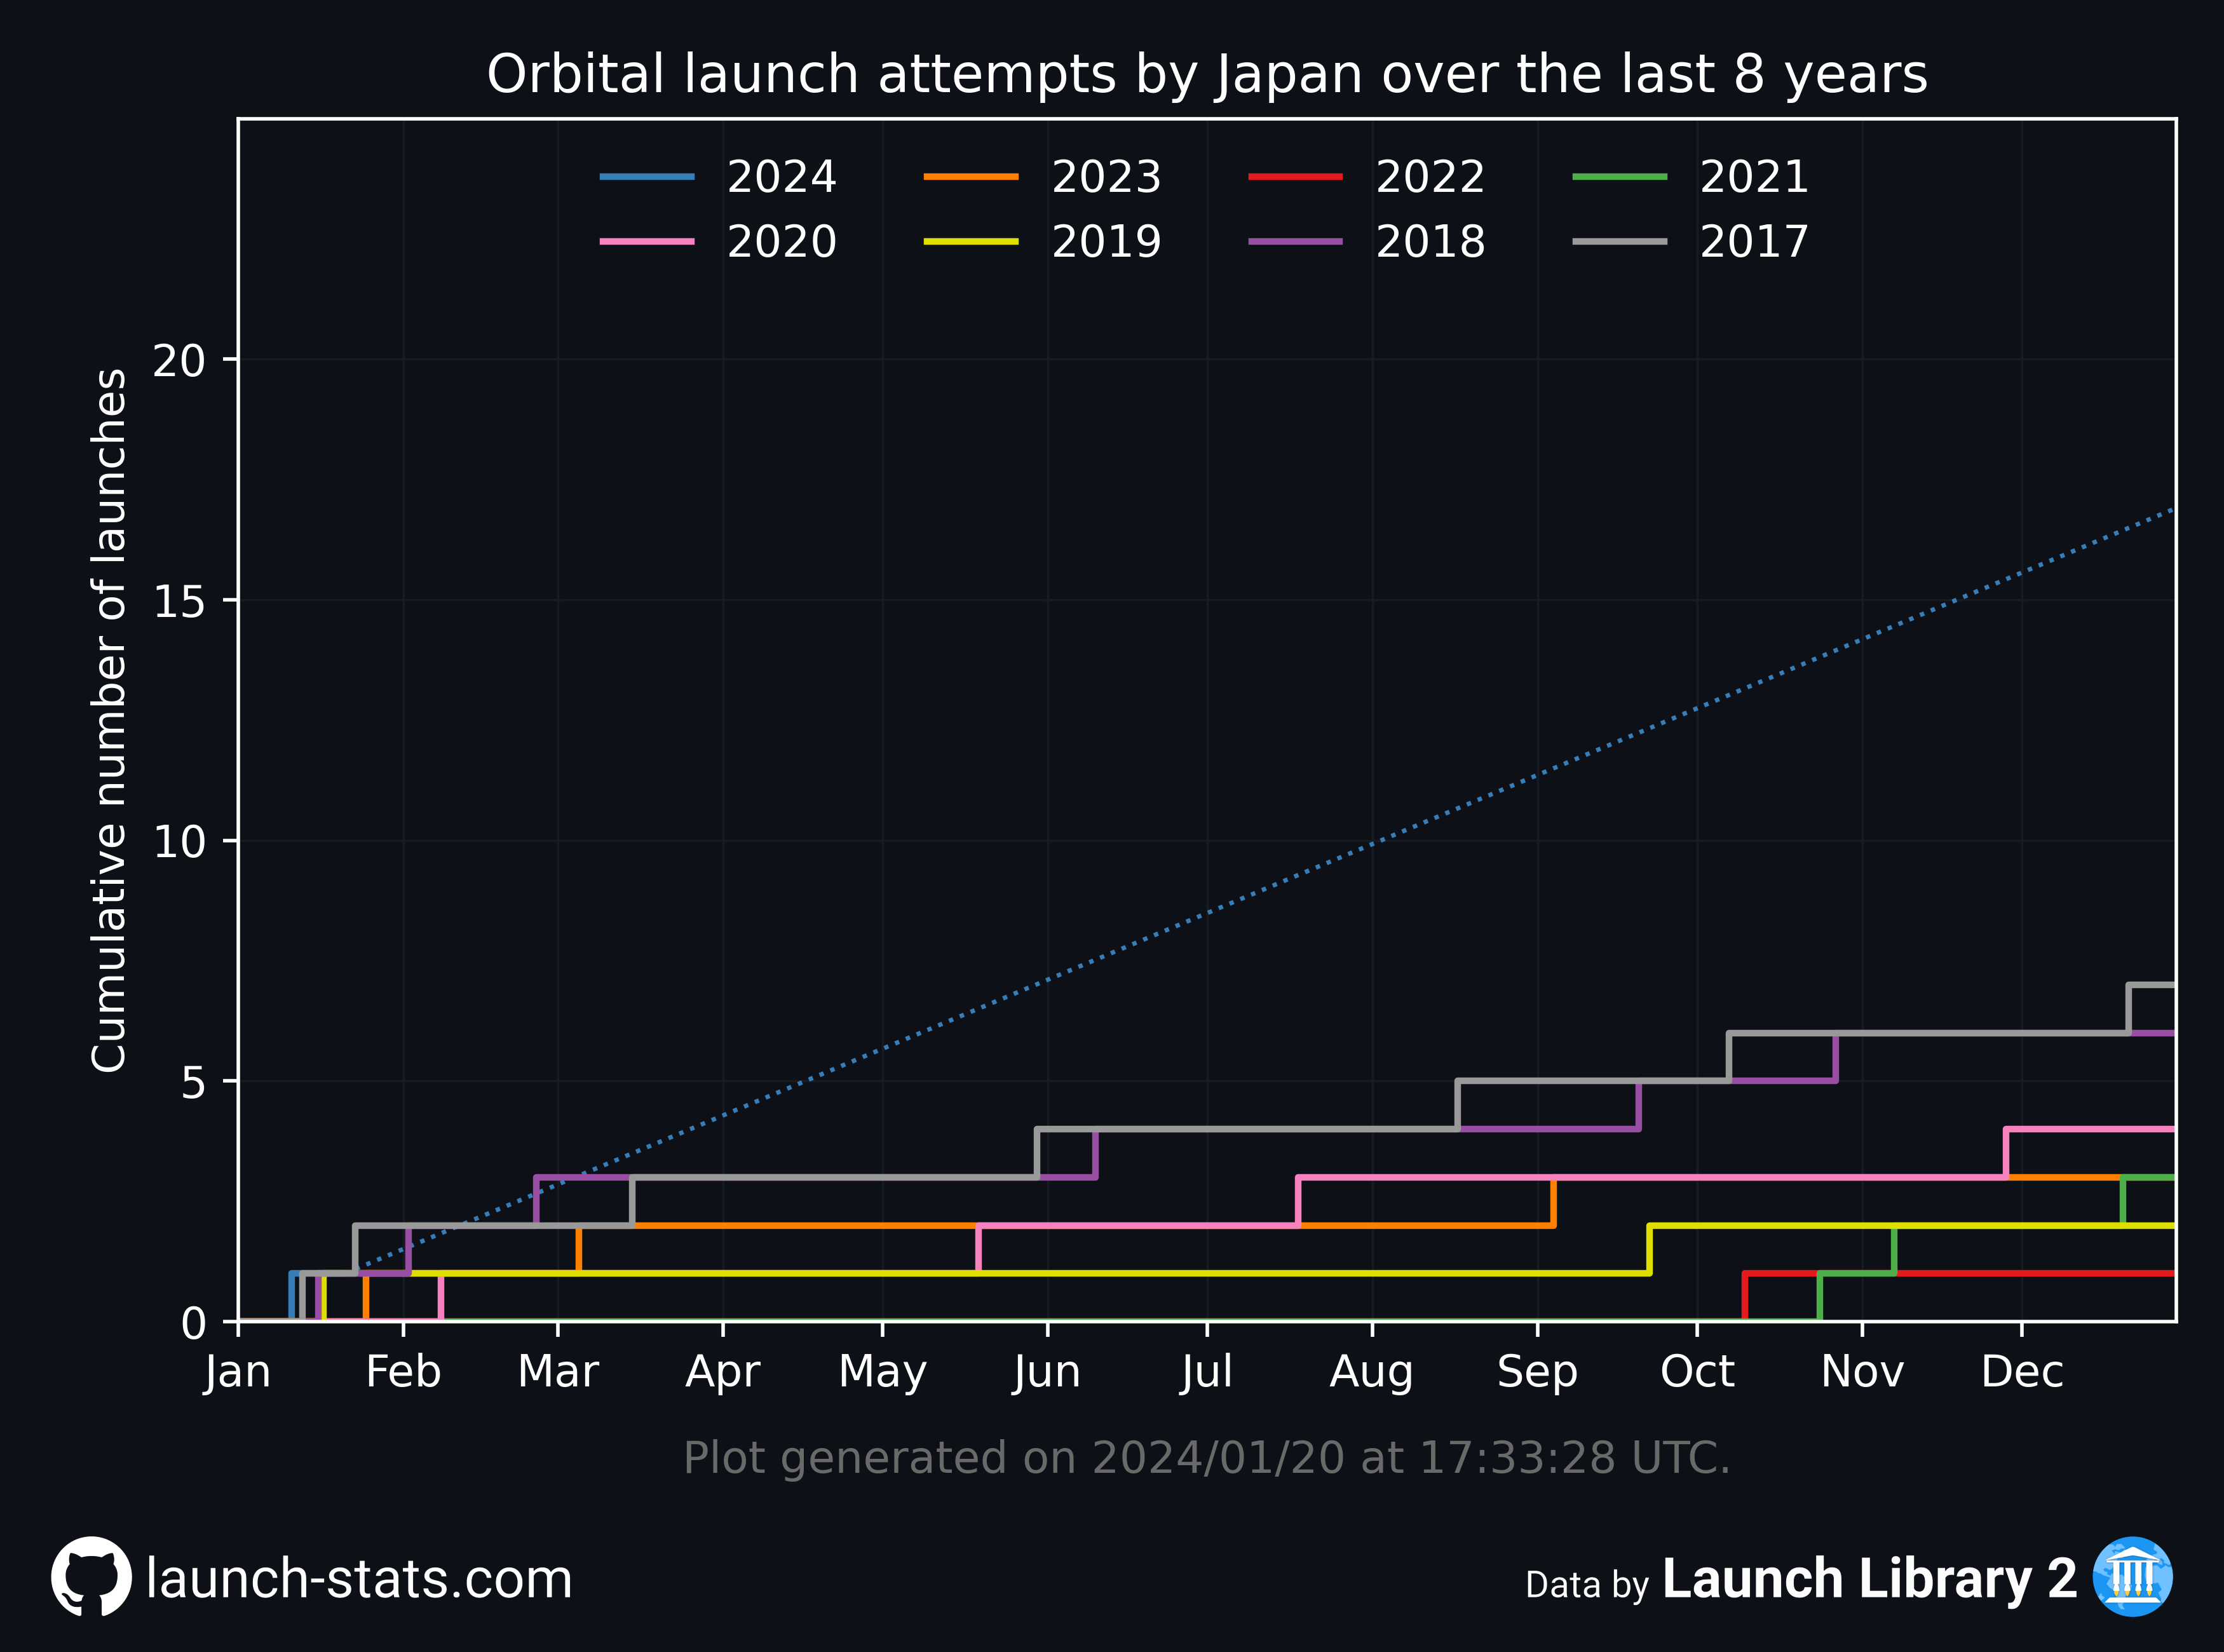 Orbital launch attempts by Japan over the last 8 years
2024 2023 2022 2021
2020 2019 2018 2017
Cumulative number of launches
20
15
10
5
0
Jan Feb Mar Apr May Jun Jul Aug Sep Oct Nov Dec
Plot generated on 2024/01/20 at 17:33:28 UTC.
launch-stats.com
Data by Launch Library 2